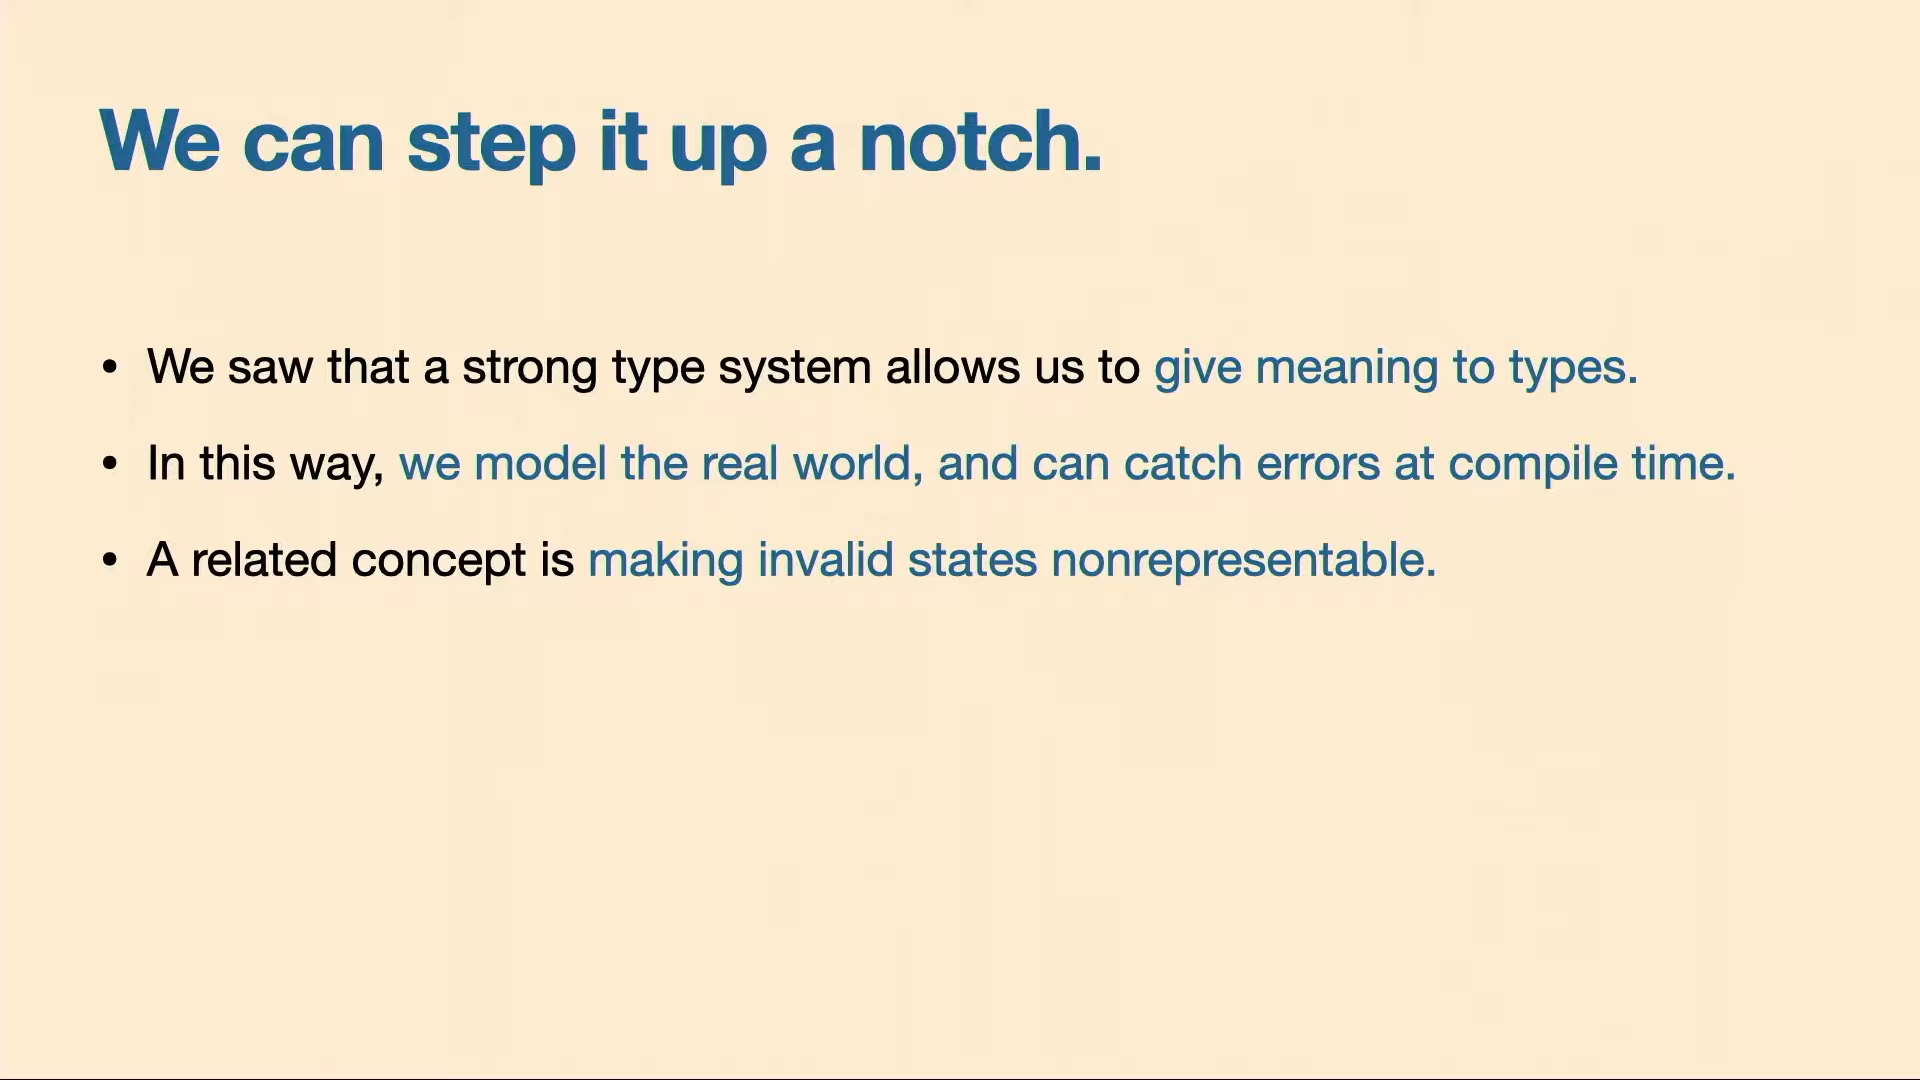 We can step it up a notch.
• We saw that a strong type system allows us to give meaning to types.
• In this way, we model the real world, and can catch errors at compile time.
• A related concept is making invalid states nonrepresentable.